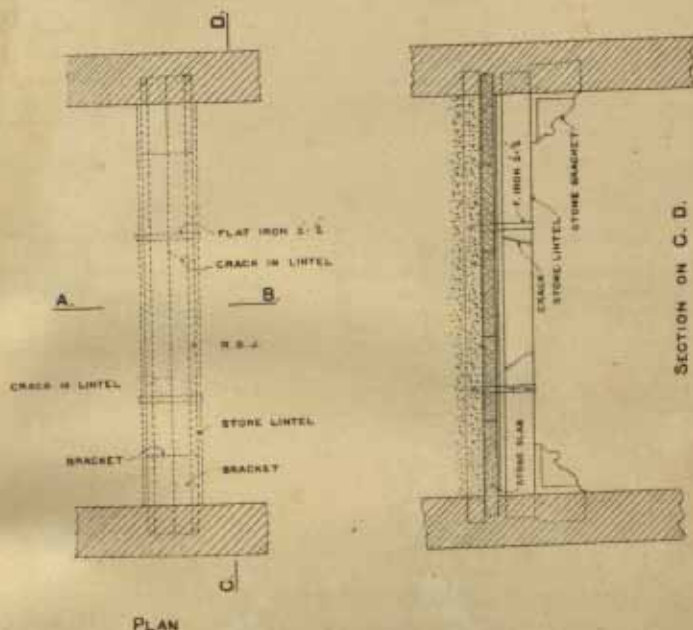 D.
FLAT IRON 2·½
CRACK IN LINTEL
A.
B.
R.S.J.
CRACK IN LINTEL
STONE LINTEL
BRACKET
BRACKET
C.
PLAN
F. IRON 2·½
STONE BRACKET
STONE LINTEL
CRACK
STONE SLAB
SECTION ON C. D.